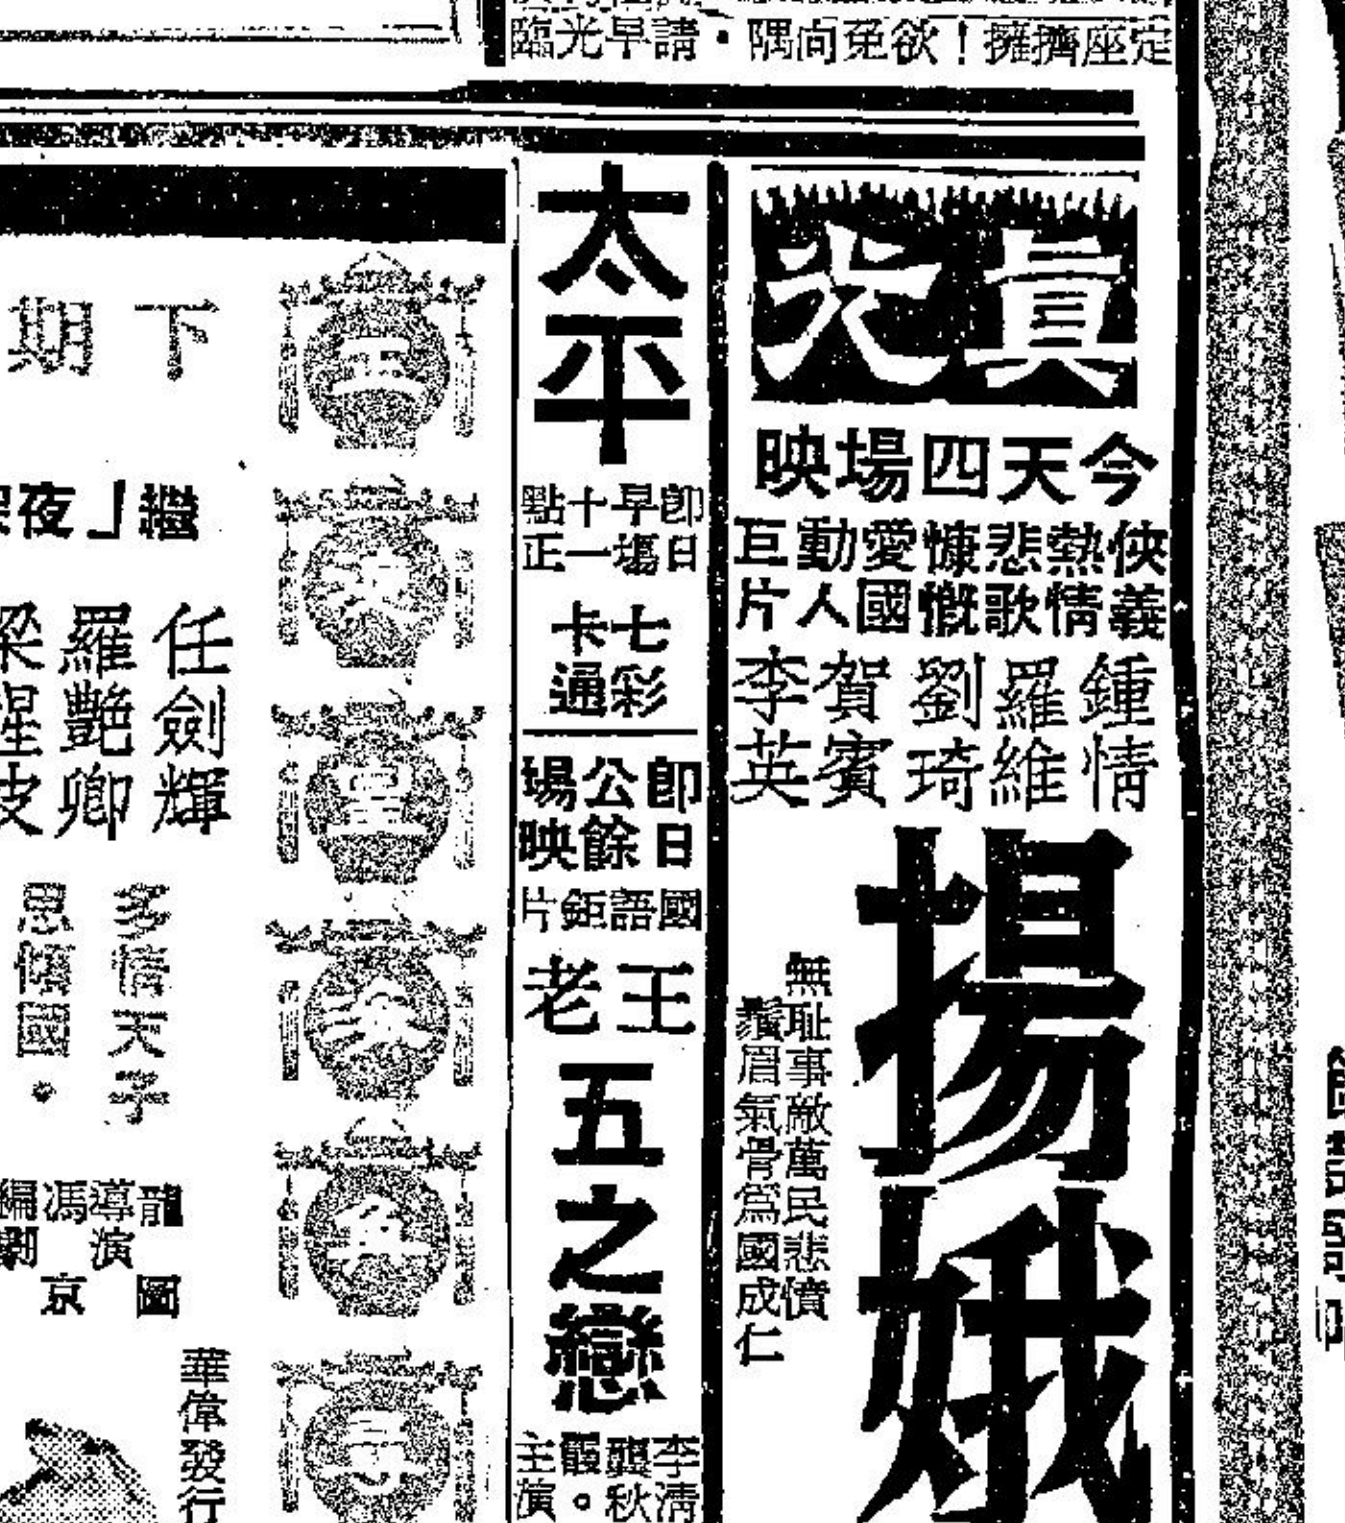 定座擠擁！欲免向隅・請早光臨
真光
今天四場映
俠義熱情悲歌慷慨愛國動人巨片
鍾情
羅維
劉琦
賀賓
李英
揚娥
無恥事敵萬民悲憤
鬚眉氣骨為國成仁
太平
即日早場十一點正
七彩卡通
即日公餘場映
國語鉅片
王老五之戀
李清
龔秋霞。
主演
下期
繼「夜深
任劍輝
羅艷卿
梁醒波
多情天子
思傾國。
龍圖
導演
馮京
編劇
華偉發行